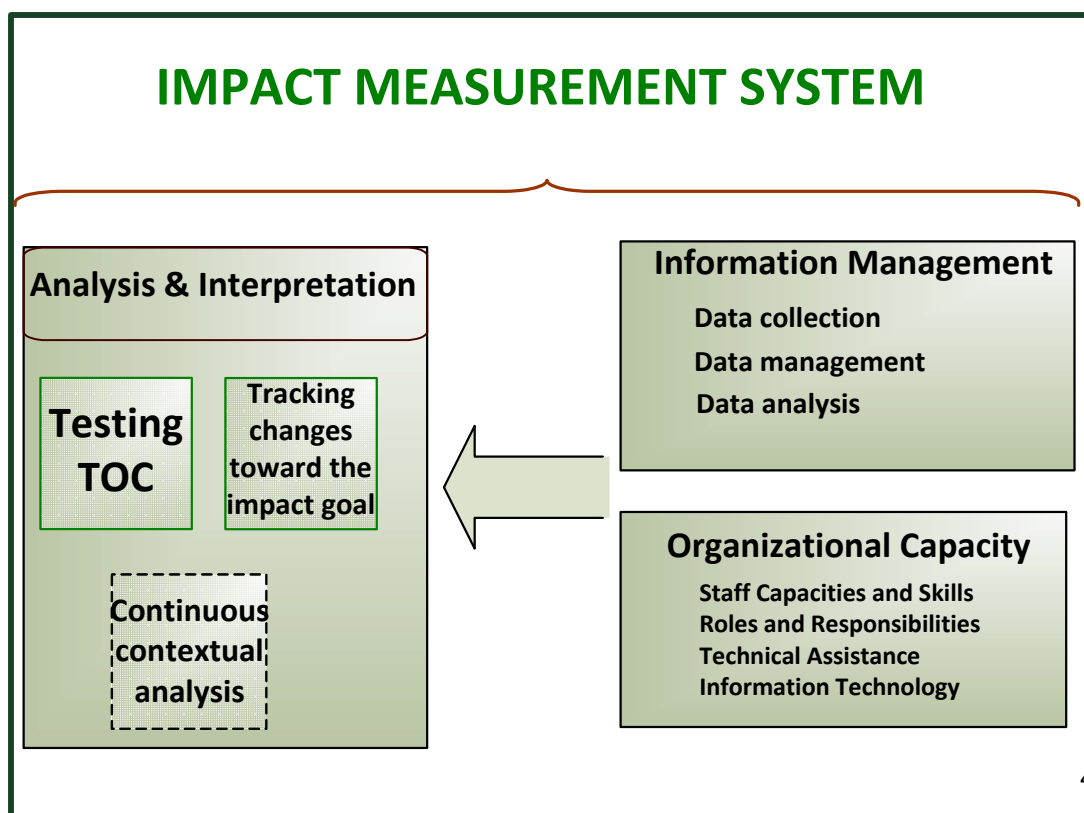 IMPACT MEASUREMENT SYSTEM
Analysis & Interpretation
Testing
TOC
Tracking
changes
toward the
impact goal
Continuous
contextual
analysis
Information Management
Data collection
Data management
Data analysis
Organizational Capacity
Staff Capacities and Skills
Roles and Responsibilities
Technical Assistance
Information Technology